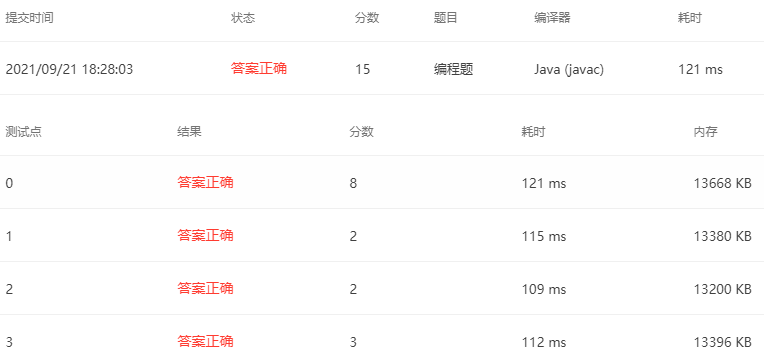 提交时间 状态 分数 题目 编译器 耗时
2021/09/21 18:28:03 答案正确 15 编程题 Java (javac) 121 ms
测试点 结果 分数 耗时 内存
0 答案正确 8 121 ms 13668 KB
1 答案正确 2 115 ms 13380 KB
2 答案正确 2 109 ms 13200 KB
3 答案正确 3 112 ms 13396 KB